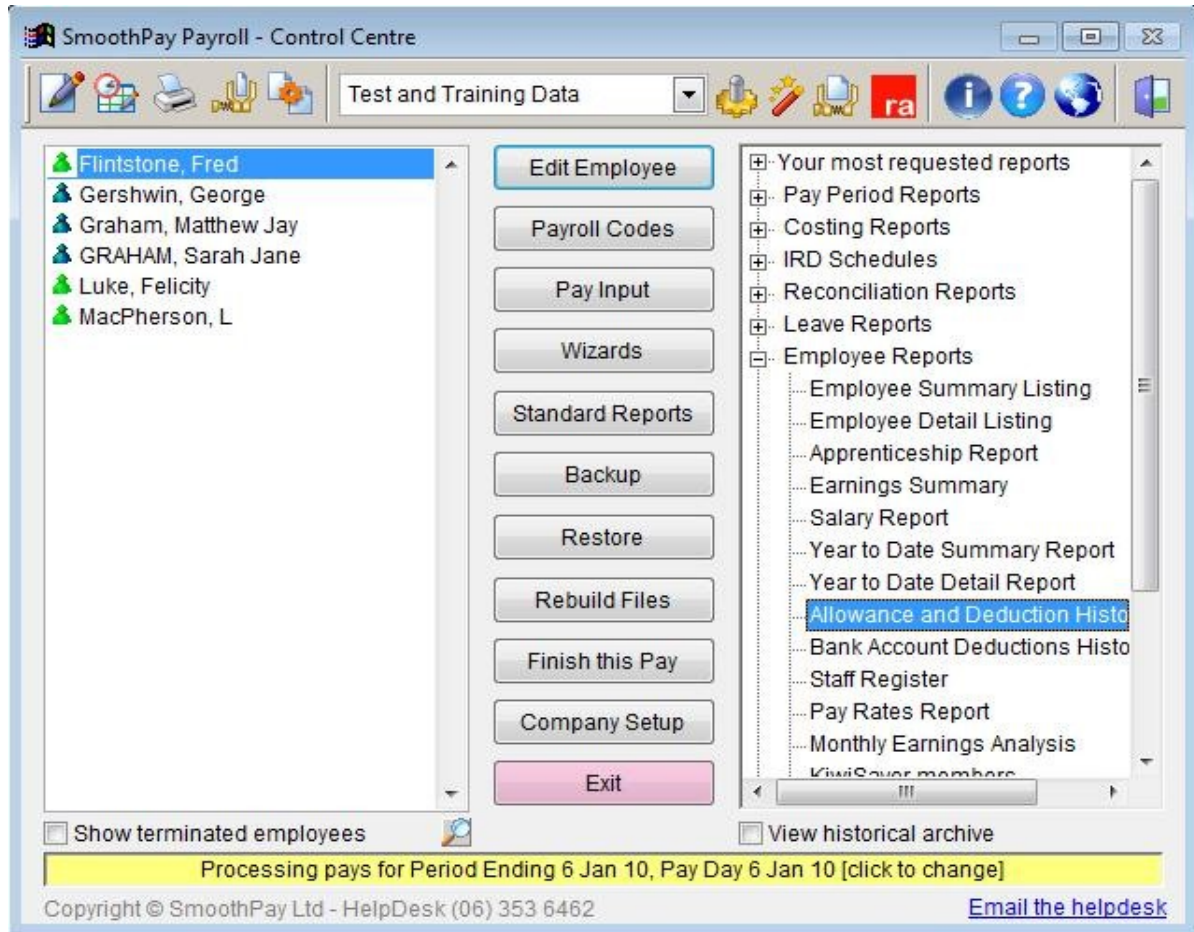 SmoothPay Payroll - Control Centre
Test and Training Data
ra
Flintstone, Fred
Gershwin, George
Graham, Matthew Jay
GRAHAM, Sarah Jane
Luke, Felicity
MacPherson, L
Show terminated employees
Edit Employee
Payroll Codes
Pay Input
Wizards
Standard Reports
Backup
Restore
Rebuild Files
Finish this Pay
Company Setup
Exit
Your most requested reports
Pay Period Reports
Costing Reports
IRD Schedules
Reconciliation Reports
Leave Reports
Employee Reports
Employee Summary Listing
Employee Detail Listing
Apprenticeship Report
Earnings Summary
Salary Report
Year to Date Summary Report
Year to Date Detail Report
Allowance and Deduction Histo
Bank Account Deductions Histo
Staff Register
Pay Rates Report
Monthly Earnings Analysis
KiwiSaver members
View historical archive
Processing pays for Period Ending 6 Jan 10, Pay Day 6 Jan 10 [click to change]
Copyright © SmoothPay Ltd - HelpDesk (06) 353 6462
Email the helpdesk